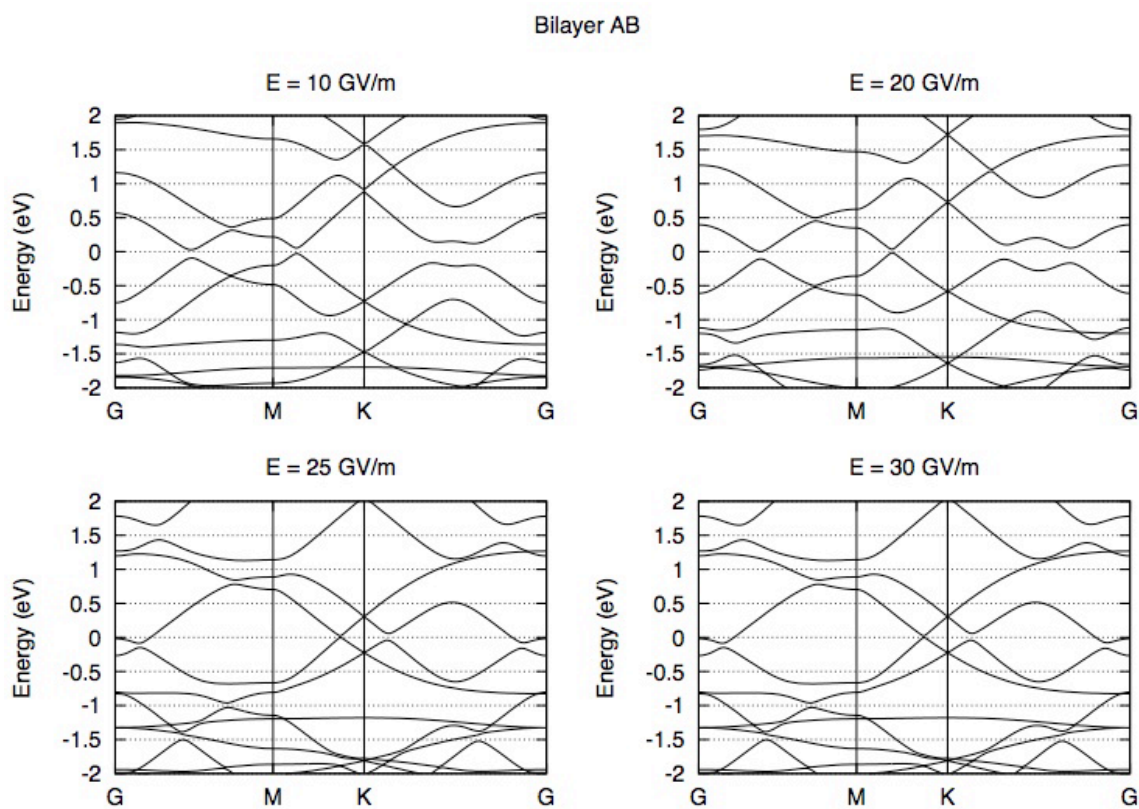 Bilayer AB
E = 10 GV/m
E = 20 GV/m
Energy (eV)
2
1.5
1
0.5
0
-0.5
-1
-1.5
-2
G M K G
Energy (eV)
2
1.5
1
0.5
0
-0.5
-1
-1.5
-2
G M K G
E = 25 GV/m
E = 30 GV/m
Energy (eV)
2
1.5
1
0.5
0
-0.5
-1
-1.5
-2
G M K G
Energy (eV)
2
1.5
1
0.5
0
-0.5
-1
-1.5
-2
G M K G